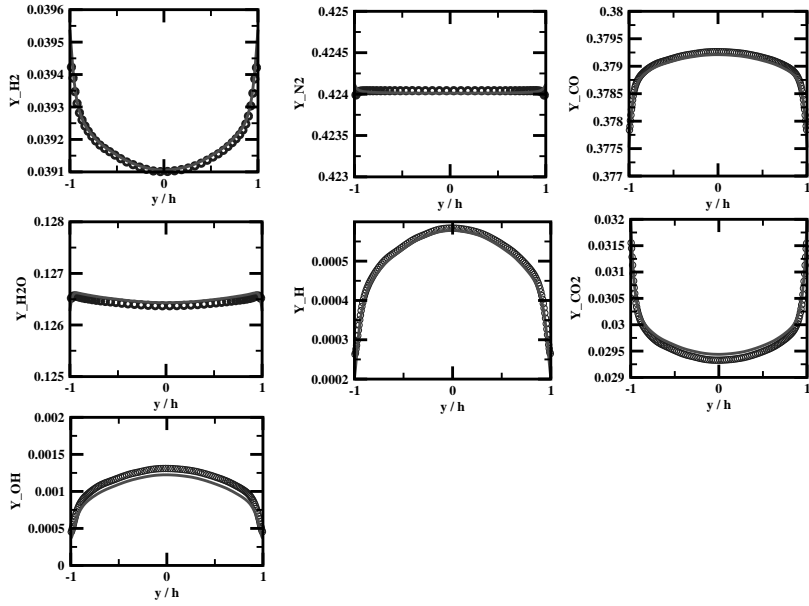 0.0396
0.0395
0.0394
0.0393
0.0392
0.0391
Y_H2
-1 0 1
y / h
0.425
0.4245
0.424
0.4235
0.423
Y_N2
-1 0 1
y / h
0.38
0.3795
0.379
0.3785
0.378
0.3775
0.377
Y_CO
-1 0 1
y / h
0.128
0.127
0.126
0.125
Y_H2O
-1 0 1
y / h
0.0005
0.0004
0.0003
0.0002
Y_H
-1 0 1
y / h
0.032
0.0315
0.031
0.0305
0.03
0.0295
0.029
Y_CO2
-1 0 1
y / h
0.002
0.0015
0.001
0.0005
0
Y_OH
-1 0 1
y / h